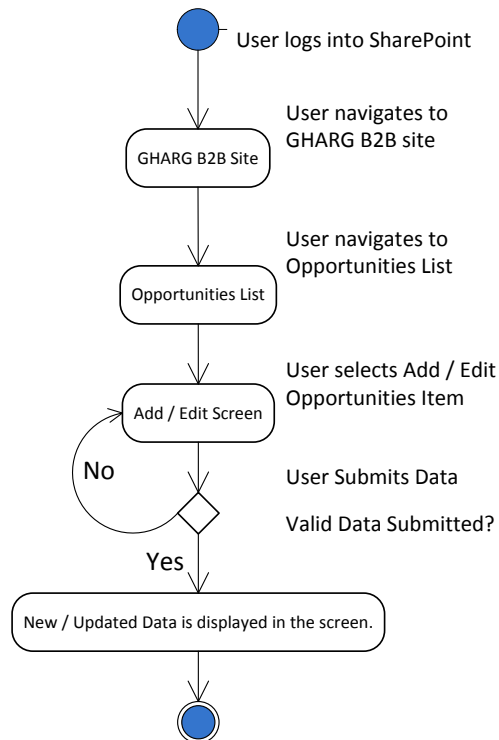 User logs into SharePoint
User navigates to
GHARG B2B site
GHARG B2B Site
User navigates to
Opportunities List
Opportunities List
User selects Add / Edit
Opportunities Item
Add / Edit Screen
No
User Submits Data
Valid Data Submitted?
Yes
New / Updated Data is displayed in the screen.